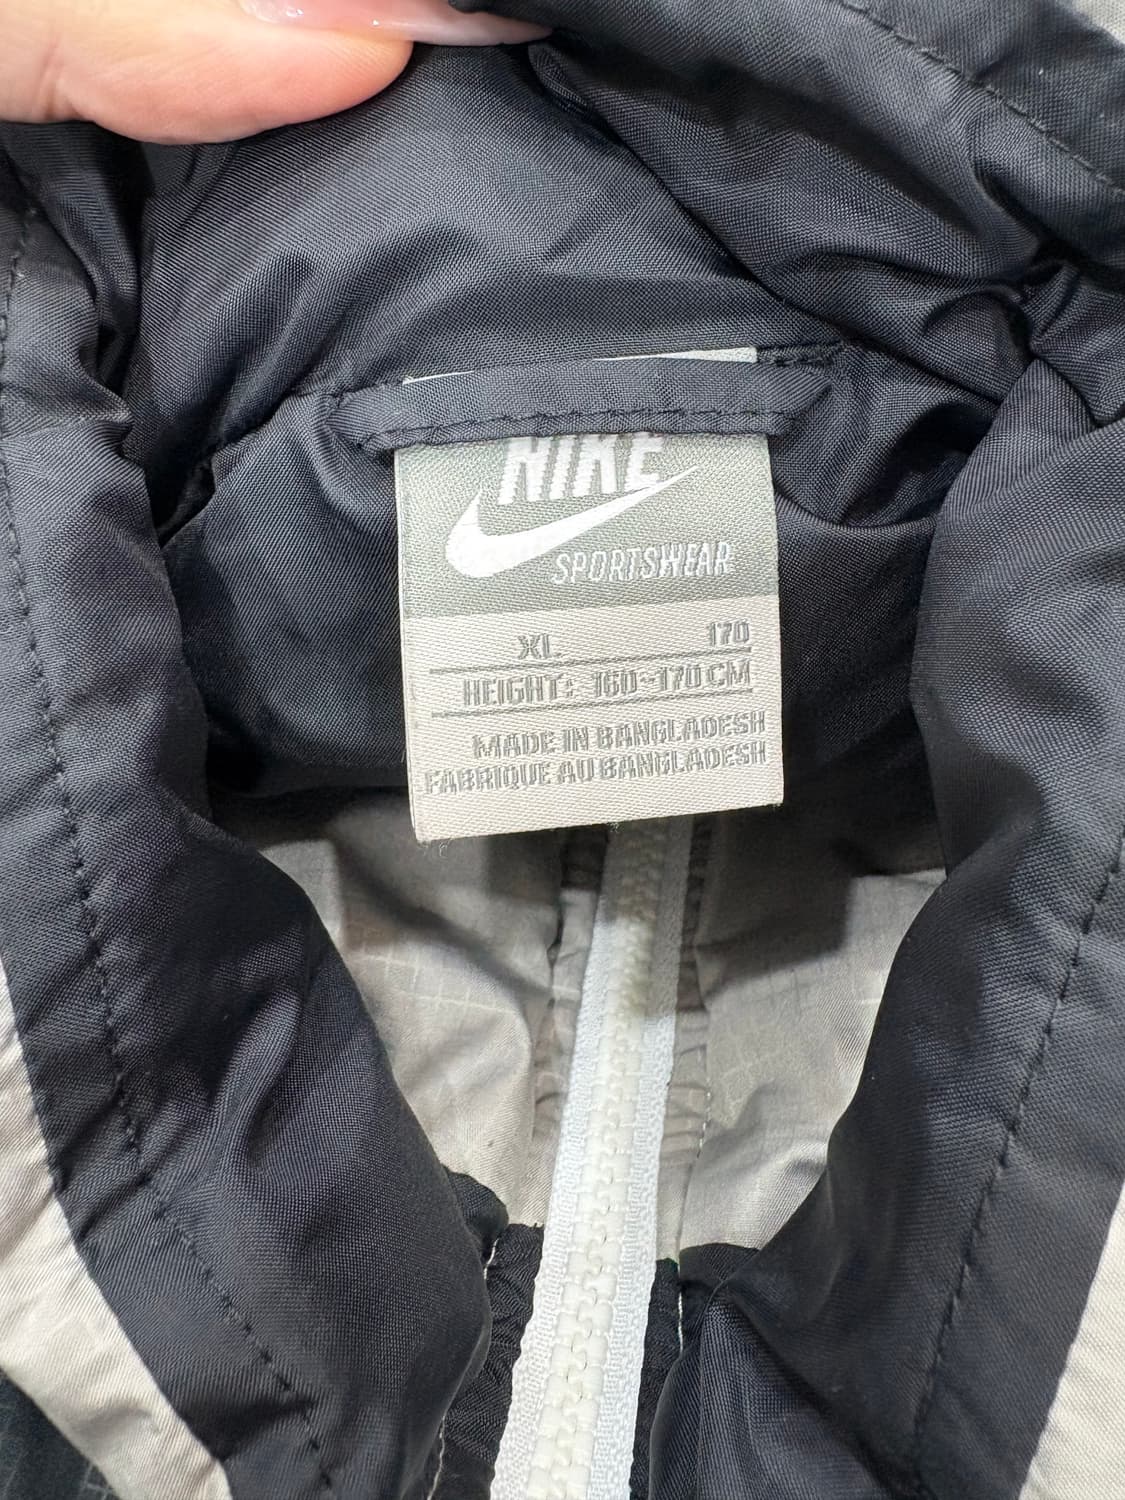 NIKE
SPORTSWEAR
XL 170
HEIGHT: 160-170 CM
MADE IN BANGLADESH
FABRIQUE AU BANGLADESH